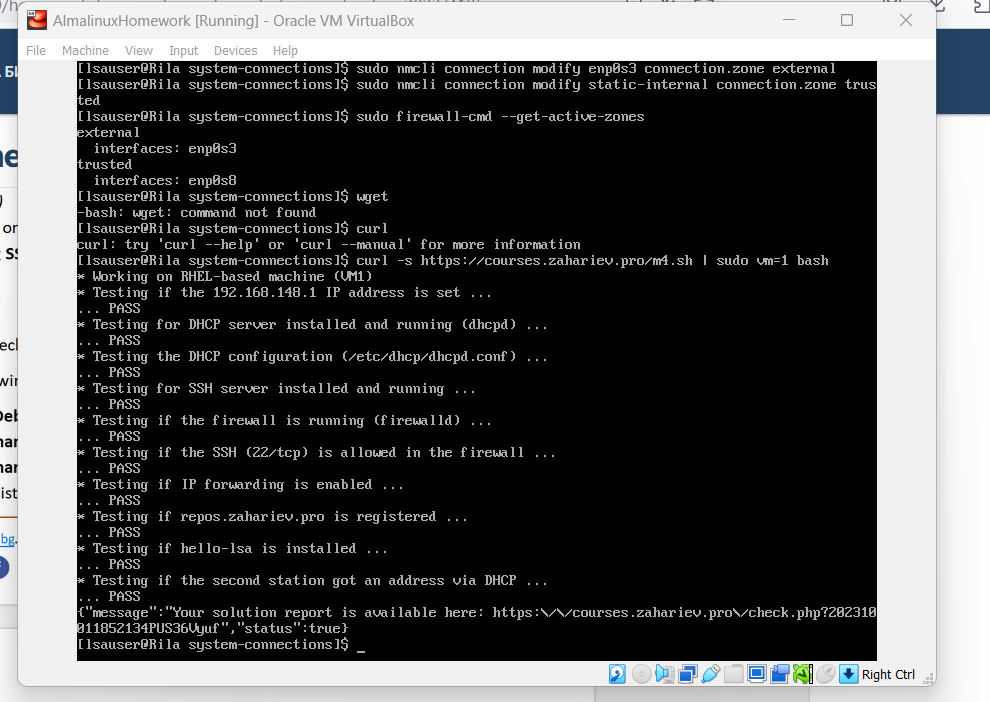 AlmalinuxHomework [Running] - Oracle VM VirtualBox
File Machine View Input Devices Help
[lsauser@Rila system-connections]$ sudo nmcli connection modify enp0s3 connection.zone external
[lsauser@Rila system-connections]$ sudo nmcli connection modify static-internal connection.zone trus
ted
[lsauser@Rila system-connections]$ sudo firewall-cmd --get-active-zones
external
  interfaces: enp0s3
trusted
  interfaces: enp0s8
[lsauser@Rila system-connections]$ wget
-bash: wget: command not found
[lsauser@Rila system-connections]$ curl
curl: try 'curl --help' or 'curl --manual' for more information
[lsauser@Rila system-connections]$ curl -s https://courses.zahariev.pro/m4.sh | sudo vm=1 bash
* Working on RHEL-based machine (VM1)
* Testing if the 192.168.148.1 IP address is set ...
... PASS
* Testing for DHCP server installed and running (dhcpd) ...
... PASS
* Testing the DHCP configuration (/etc/dhcp/dhcpd.conf) ...
... PASS
* Testing for SSH server installed and running ...
... PASS
* Testing if the firewall is running (firewalld) ...
... PASS
* Testing if the SSH (22/tcp) is allowed in the firewall ...
... PASS
* Testing if IP forwarding is enabled ...
... PASS
* Testing if repos.zahariev.pro is registered ...
... PASS
* Testing if hello-lsa is installed ...
... PASS
* Testing if the second station got an address via DHCP ...
... PASS
{"message":"Your solution report is available here: https:\/\/courses.zahariev.pro\/check.php?202310
011852134PUS36Vyuf","status":true}
[lsauser@Rila system-connections]$ _
Right Ctrl